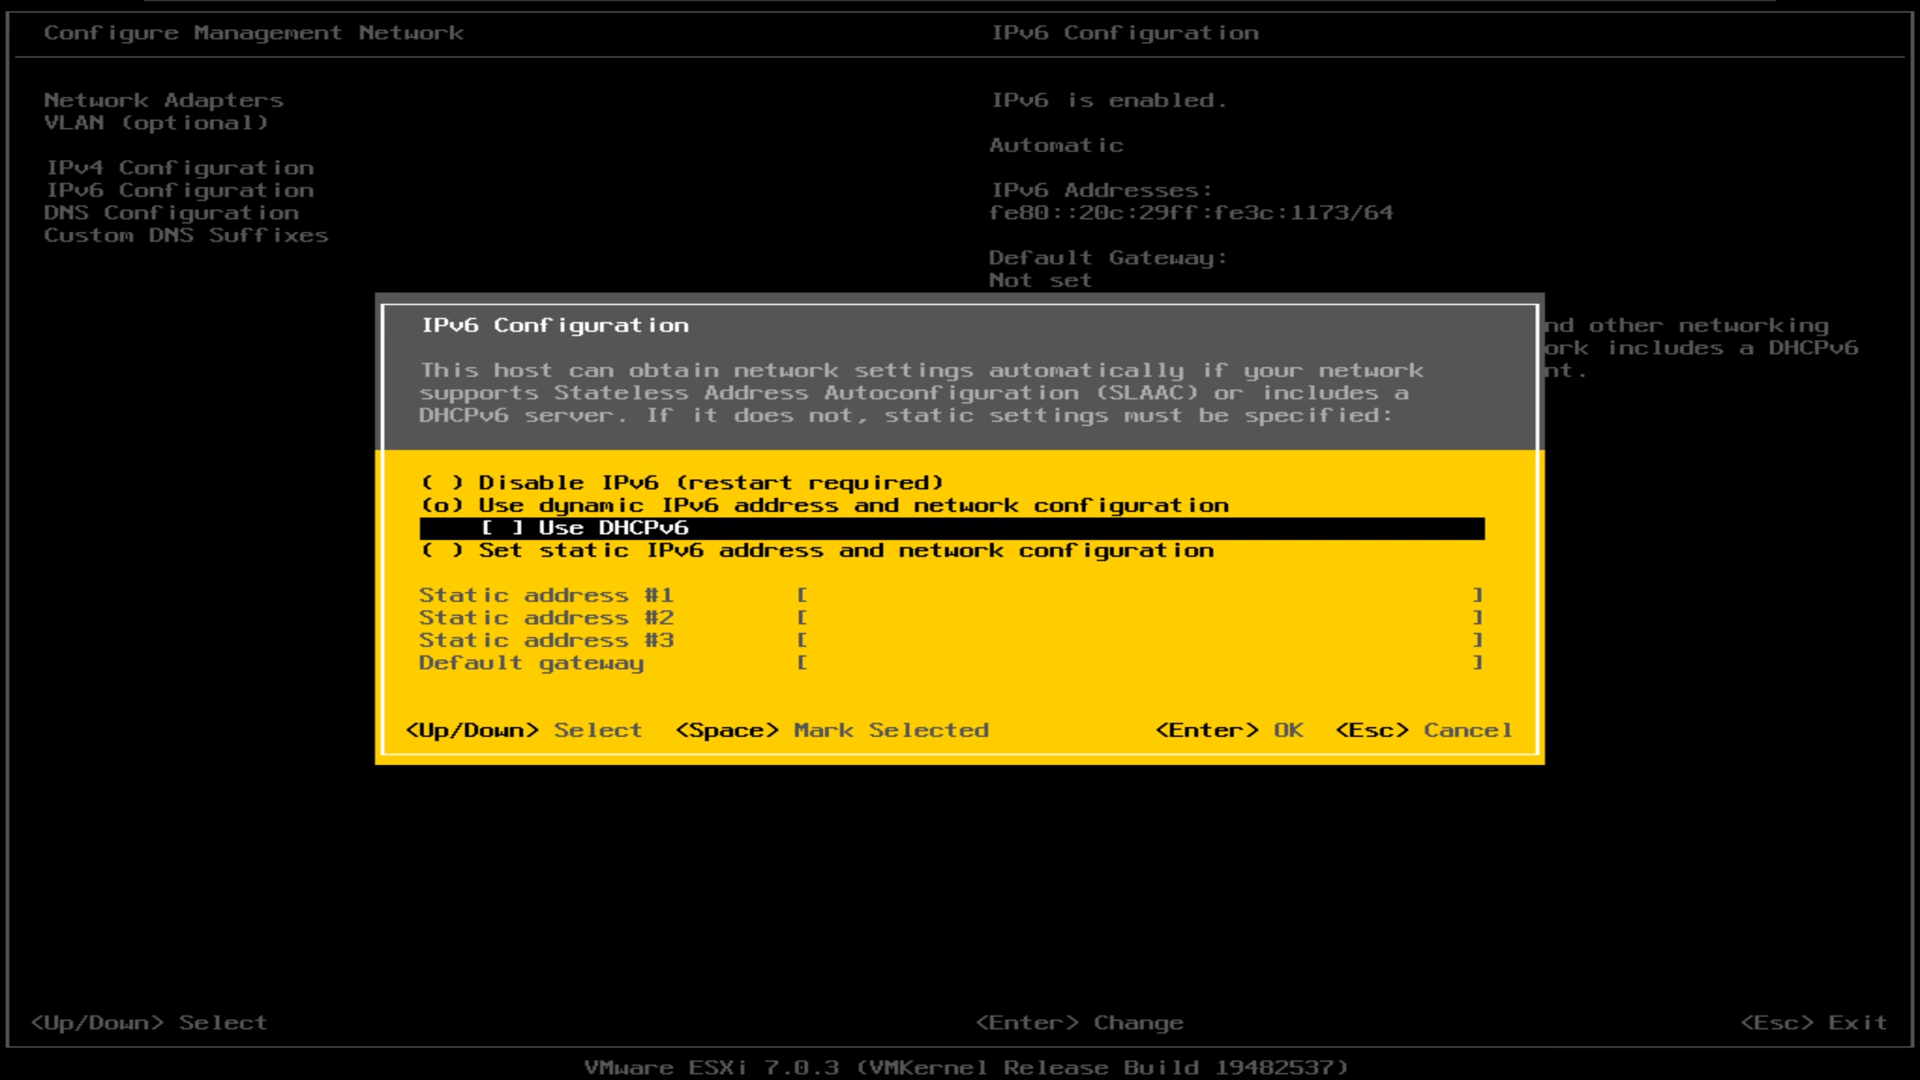 Configure Management Network
IPv6 Configuration
Network Adapters
VLAN (optional)
IPv4 Configuration
IPv6 Configuration
DNS Configuration
Custom DNS Suffixes
IPv6 is enabled.
Automatic
IPv6 Addresses:
fe80::20c:29ff:fe3c:1173/64
Default Gateway:
Not set
nd other networking
ork includes a DHCPv6
nt.
IPv6 Configuration
This host can obtain network settings automatically if your network
supports Stateless Address Autoconfiguration (SLAAC) or includes a
DHCPv6 server. If it does not, static settings must be specified:
( ) Disable IPv6 (restart required)
(o) Use dynamic IPv6 address and network configuration
[ ] Use DHCPv6
( ) Set static IPv6 address and network configuration
Static address #1 [ ]
Static address #2 [ ]
Static address #3 [ ]
Default gateway [ ]
<Up/Down> Select <Space> Mark Selected <Enter> OK <Esc> Cancel
<Up/Down> Select <Enter> Change <Esc> Exit
VMware ESXi 7.0.3 (VMKernel Release Build 19482537)